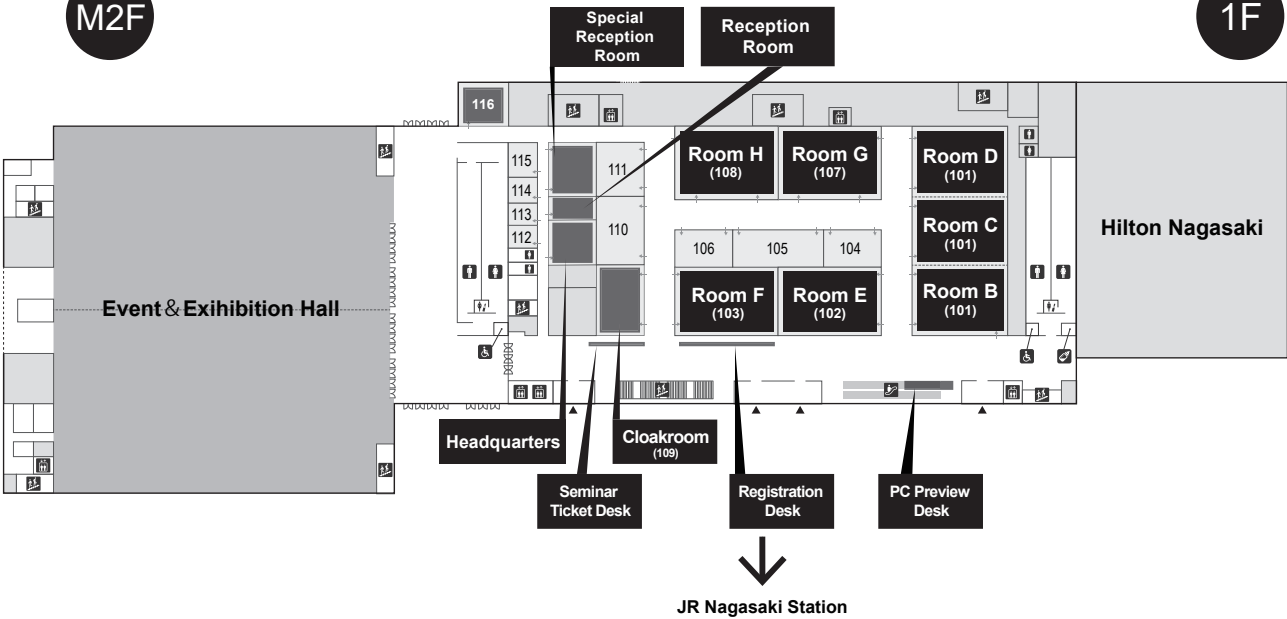 M2F
1F
Special
Reception
Room
Reception
Room
116
115
114
113
112
111
110
Room H
(108)
Room G
(107)
Room D
(101)
Room C
(101)
Room B
(101)
106
105
104
Room F
(103)
Room E
(102)
Hilton Nagasaki
Event&Exihibition Hall
Headquarters
Cloakroom
(109)
Seminar
Ticket Desk
Registration
Desk
PC Preview
Desk
JR Nagasaki Station